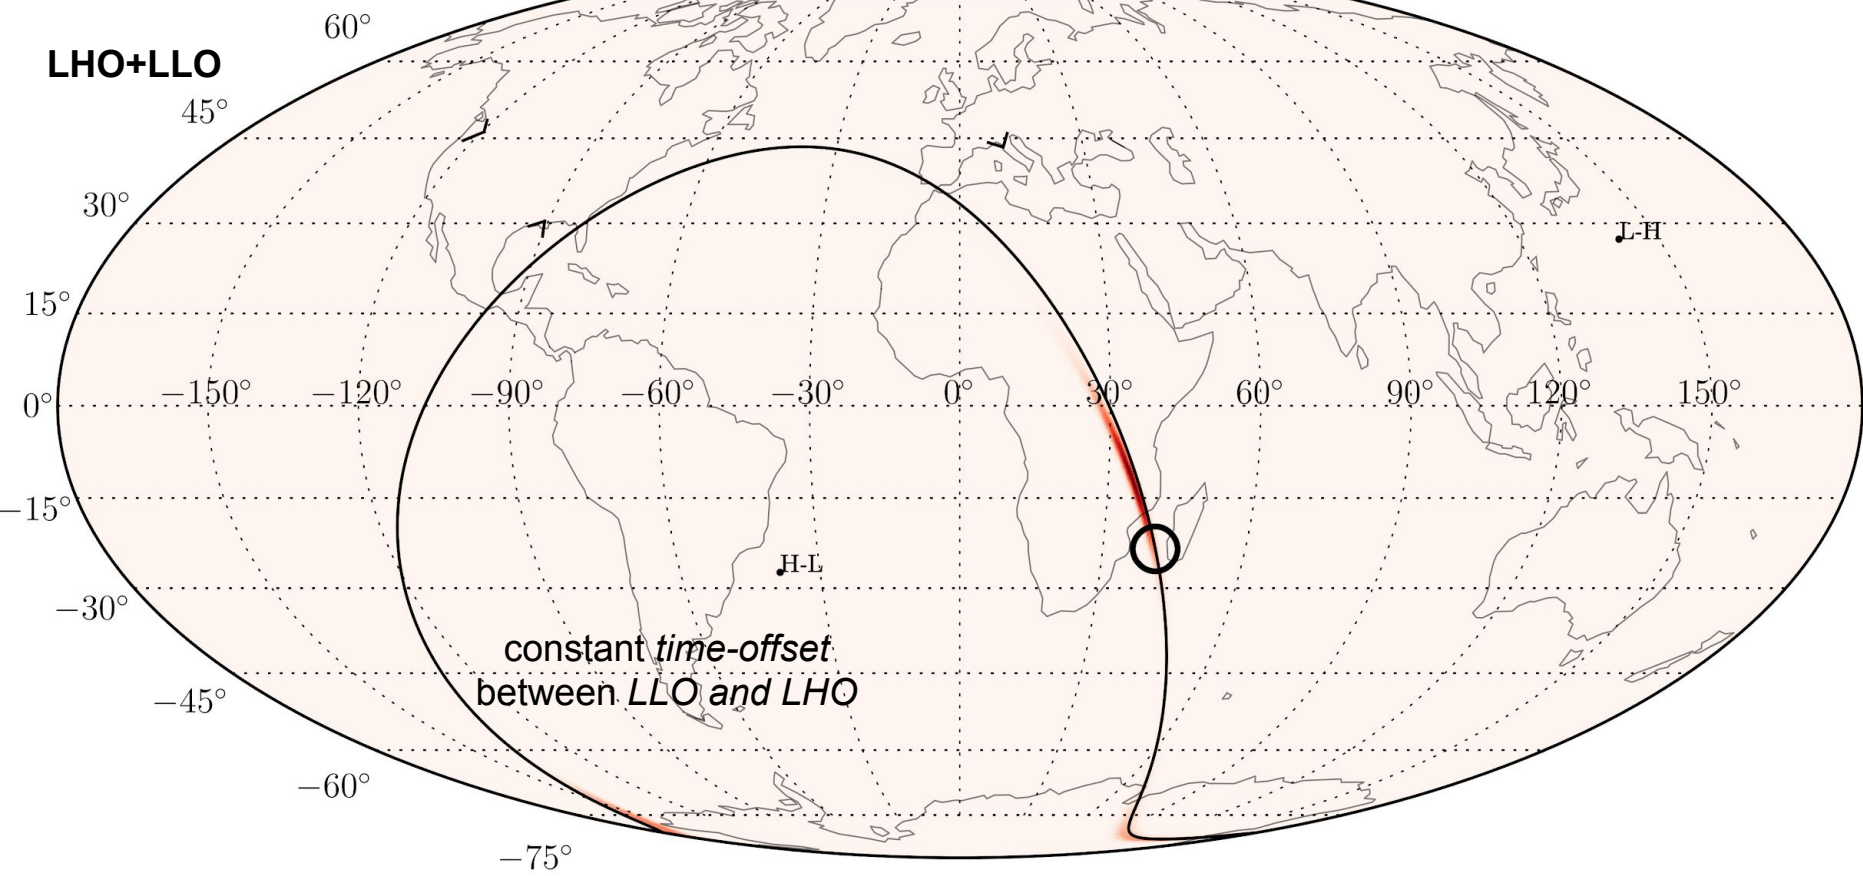 60°
LHO+LLO
45°
30°
L-H
15°
0°
−150° −120° −90° −60° −30° 0° 30° 60° 90° 120° 150°
−15°
H-L
−30°
constant time-offset
between LLO and LHO
−45°
−60°
−75°